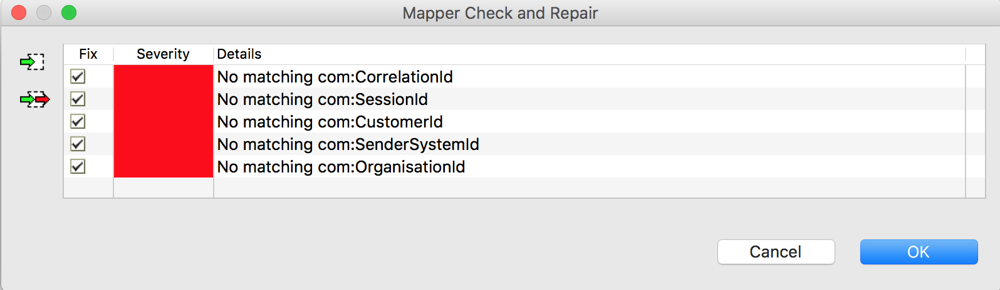 Mapper Check and Repair
Fix Severity Details
No matching com:CorrelationId
No matching com:SessionId
No matching com:CustomerId
No matching com:SenderSystemId
No matching com:OrganisationId
Cancel OK